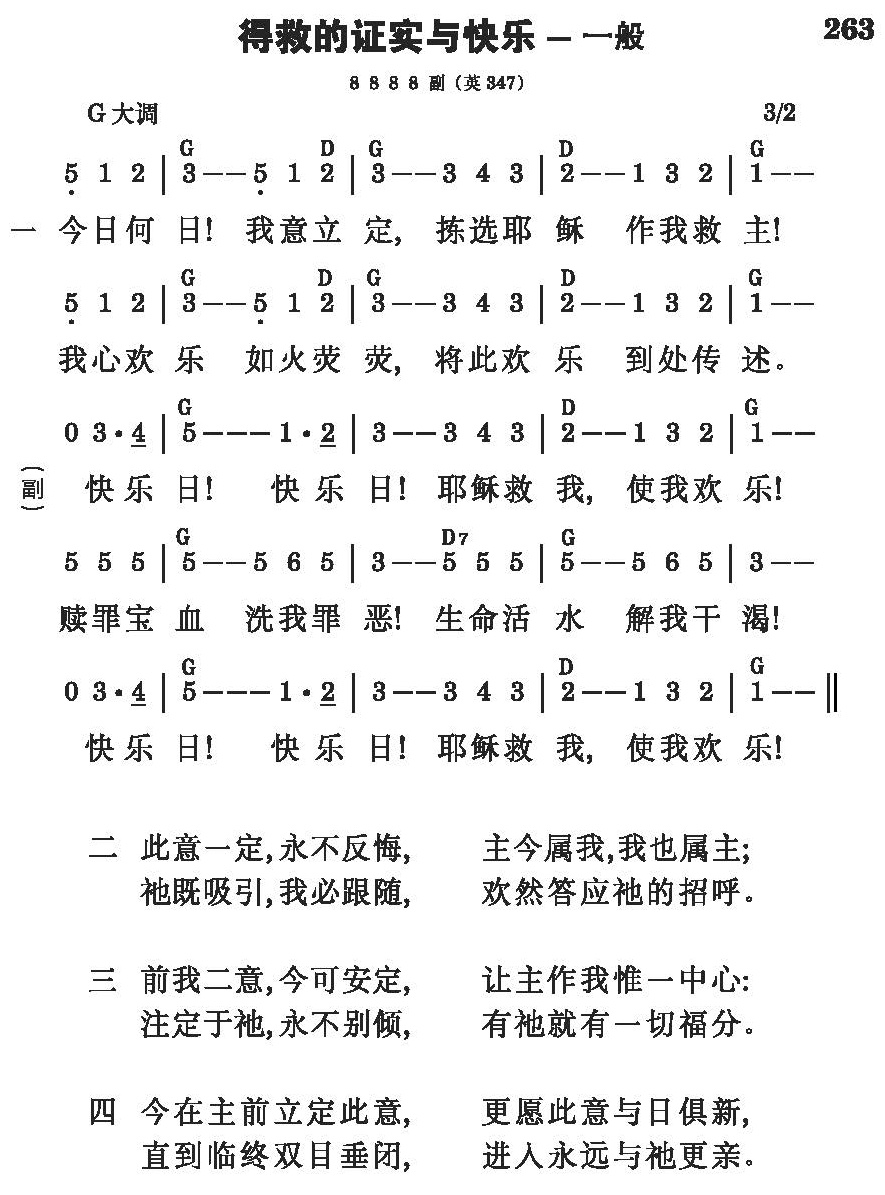 得救的证实与快乐 – 一般 263
8 8 8 8 副（英 347）
G 大调 3/2
G D G D G
5̣ 1 2 | 3 – – 5̣ 1 2 | 3 – – 3 4 3 | 2 – – 1 3 2 | 1 – –
一 今日何 日! 我意立 定, 拣选耶 稣 作我救 主!
G D G D G
5̣ 1 2 | 3 – – 5̣ 1 2 | 3 – – 3 4 3 | 2 – – 1 3 2 | 1 – –
我心欢 乐 如火荧 荧, 将此欢 乐 到处传 述。
G D G
0 3 · 4 | 5 – – – 1 · 2 | 3 – – 3 4 3 | 2 – – 1 3 2 | 1 – –
(副) 快乐 日! 快乐 日! 耶稣救 我, 使我欢 乐!
G D7 G
5 5 5 | 5 – – 5 6 5 | 3 – – 5 5 5 | 5 – – 5 6 5 | 3 – –
赎罪宝 血 洗我罪 恶! 生命活 水 解我干 渴!
G D G
0 3 · 4 | 5 – – – 1 · 2 | 3 – – 3 4 3 | 2 – – 1 3 2 | 1 – – ‖
快乐 日! 快乐 日! 耶稣救 我, 使我欢 乐!
二 此意一定,永不反悔, 主今属我,我也属主;
祂既吸引,我必跟随, 欢然答应祂的招呼。
三 前我二意,今可安定, 让主作我惟一中心:
注定于祂,永不别倾, 有祂就有一切福分。
四 今在主前立定此意, 更愿此意与日俱新,
直到临终双目垂闭, 进入永远与祂更亲。